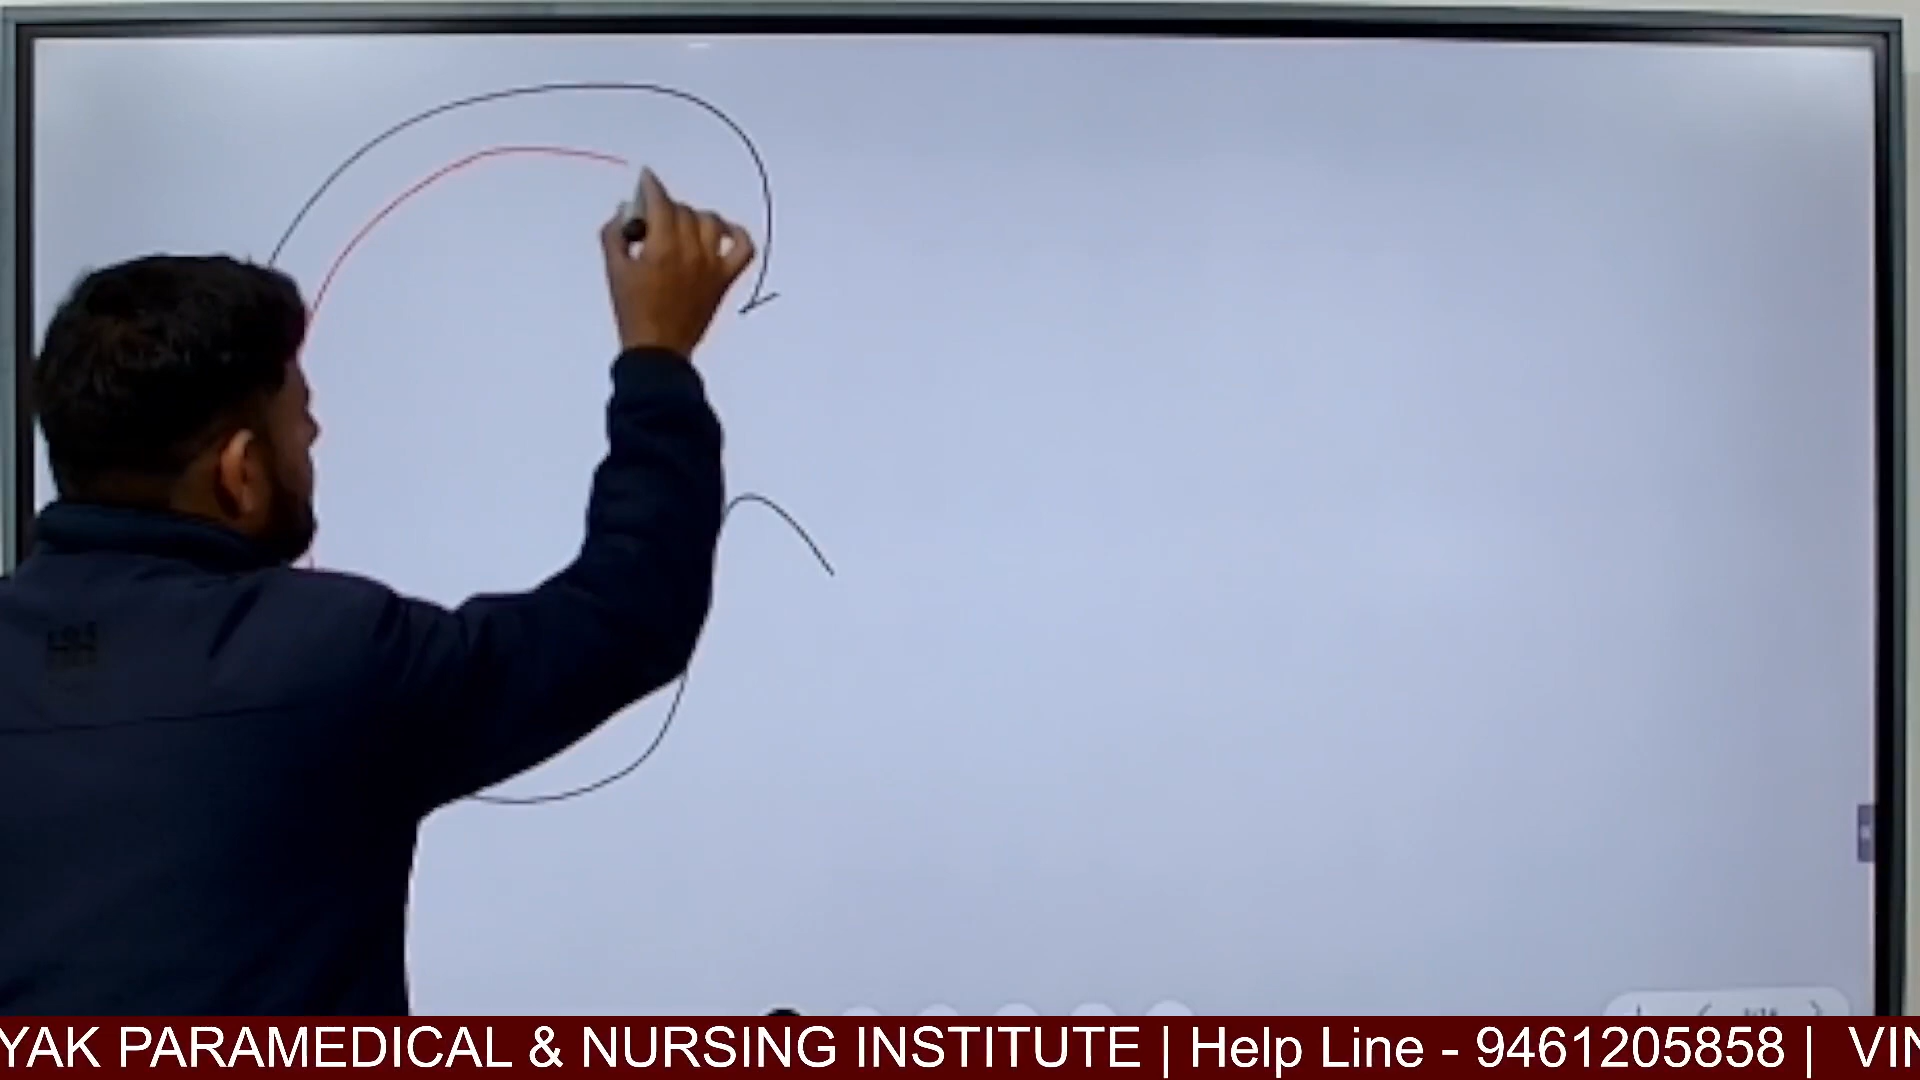 YAK PARAMEDICAL & NURSING INSTITUTE | Help Line - 9461205858 | VIN